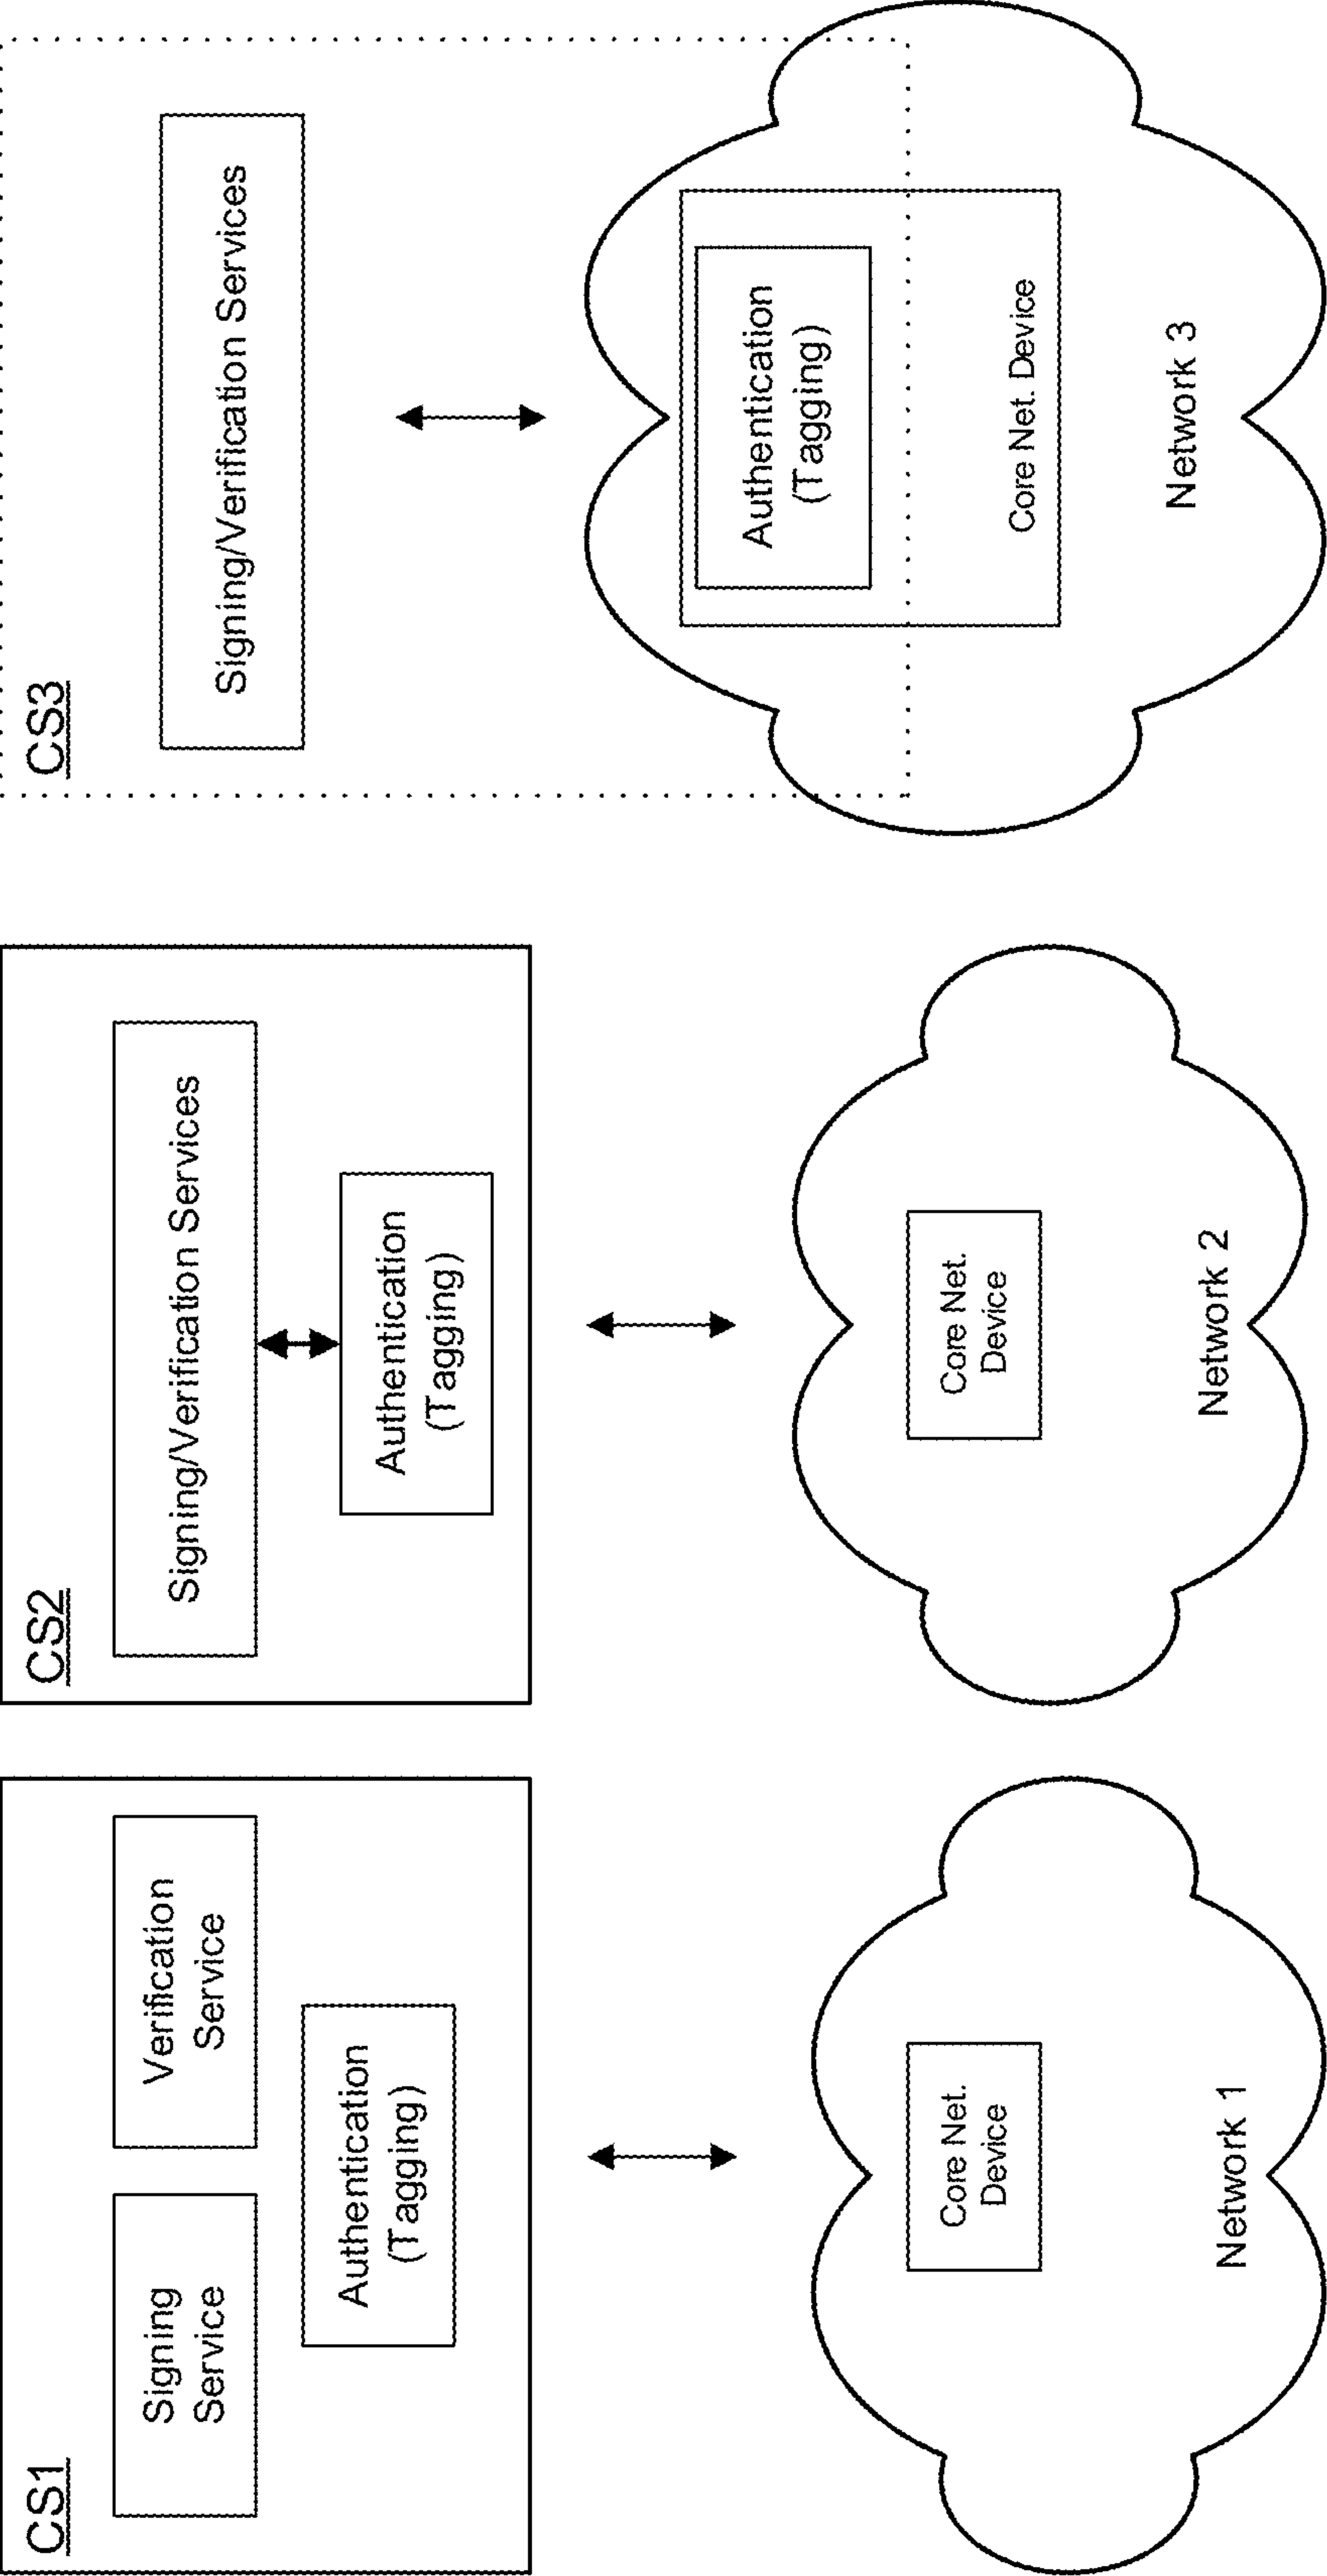 CS1
Signing
Service
Verification
Service
Authentication
(Tagging)
Core Net.
Device
Network 1
CS2
Signing/Verification Services
Authentication
(Tagging)
Core Net.
Device
Network 2
CS3
Signing/Verification Services
Authentication
(Tagging)
Core Net. Device
Network 3